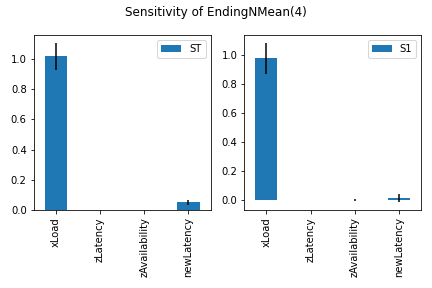 Sensitivity of EndingNMean(4)
ST
1.0
0.8
0.6
0.4
0.2
0.0
xLoad
zLatency
zAvailability
newLatency
S1
1.0
0.8
0.6
0.4
0.2
0.0
xLoad
zLatency
zAvailability
newLatency